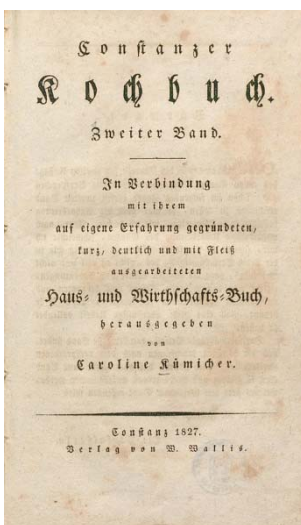 Constanzer
Kochbuch.
Zweiter Band.
In Verbindung
mit ihrem
auf eigene Erfahrung gegründeten,
kurz, deutlich und mit Fleiß
ausgearbeiteten
Haus- und Wirthschafts-Buch,
herausgegeben
von
Caroline Kümicher.
Constanz 1827.
Verlag von W. Wallis.